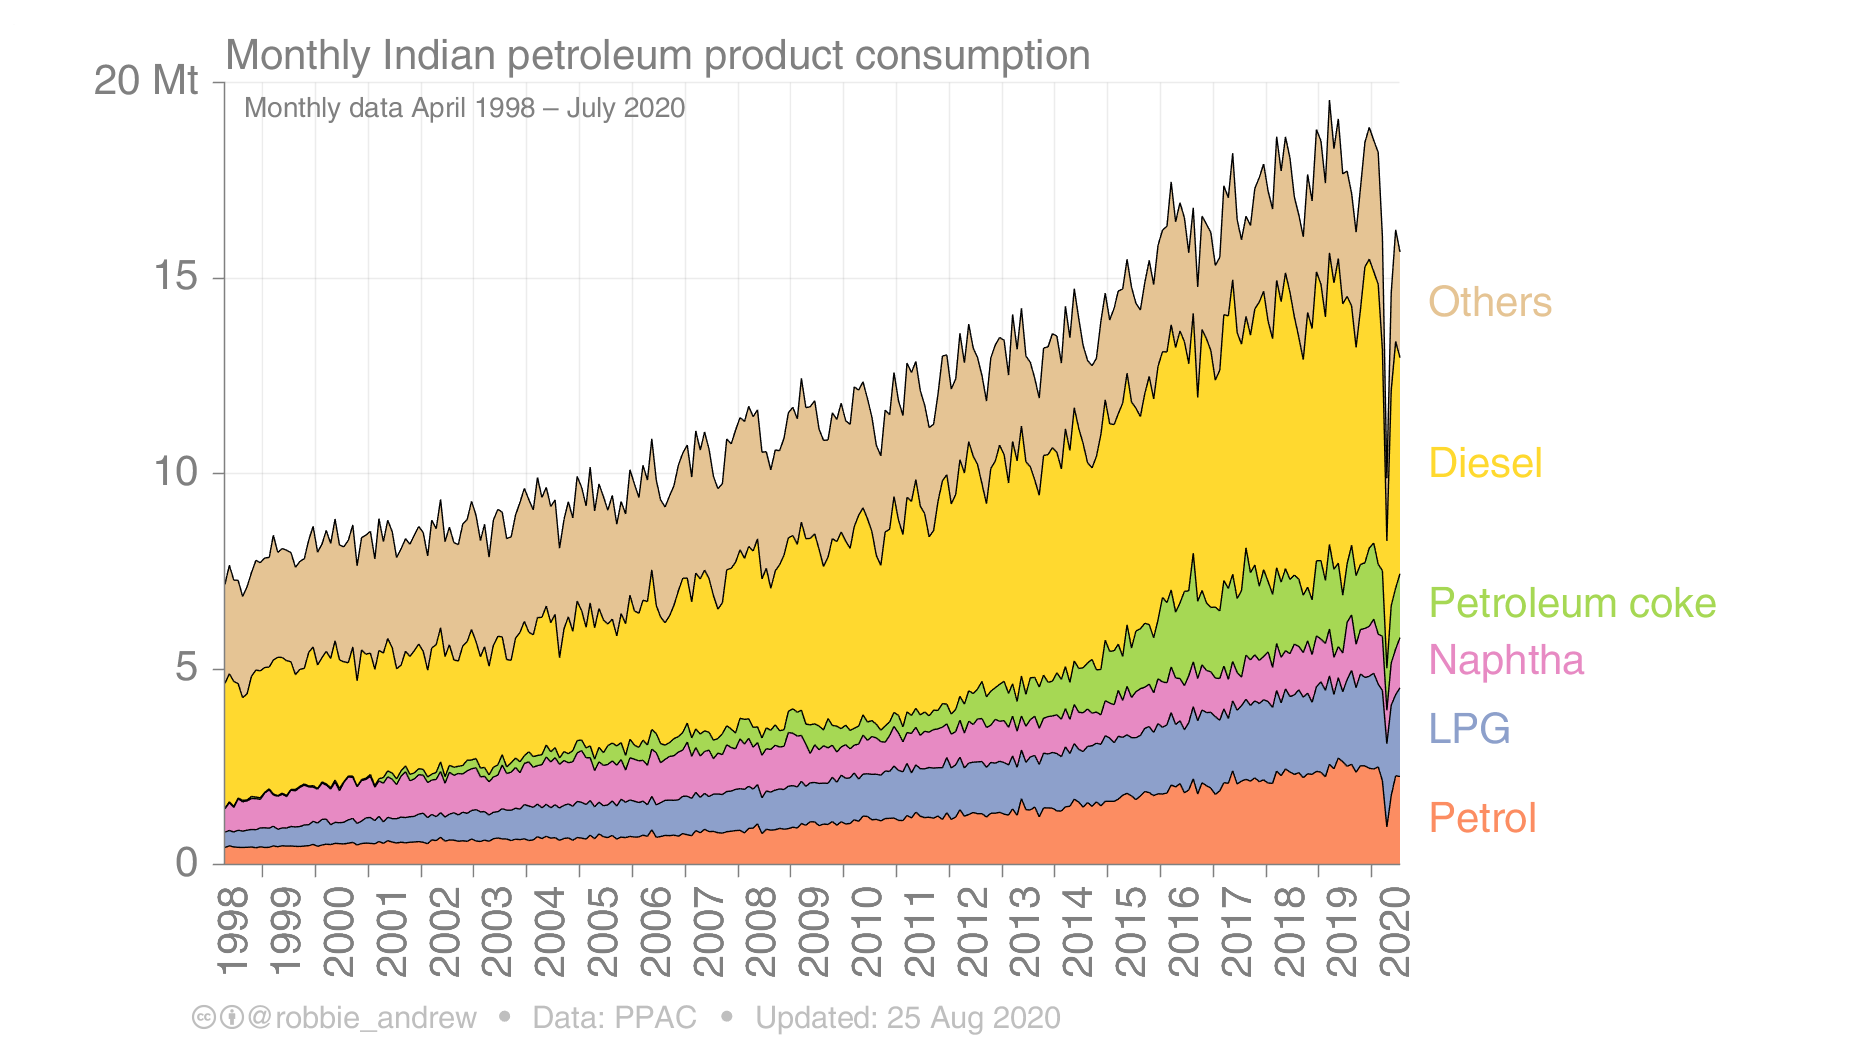 Monthly Indian petroleum product consumption
20 Mt
Monthly data April 1998 – July 2020
15
10
5
0
Others
Diesel
Petroleum coke
Naphtha
LPG
Petrol
1998
1999
2000
2001
2002
2003
2004
2005
2006
2007
2008
2009
2010
2011
2012
2013
2014
2015
2016
2017
2018
2019
2020
@robbie_andrew • Data: PPAC • Updated: 25 Aug 2020